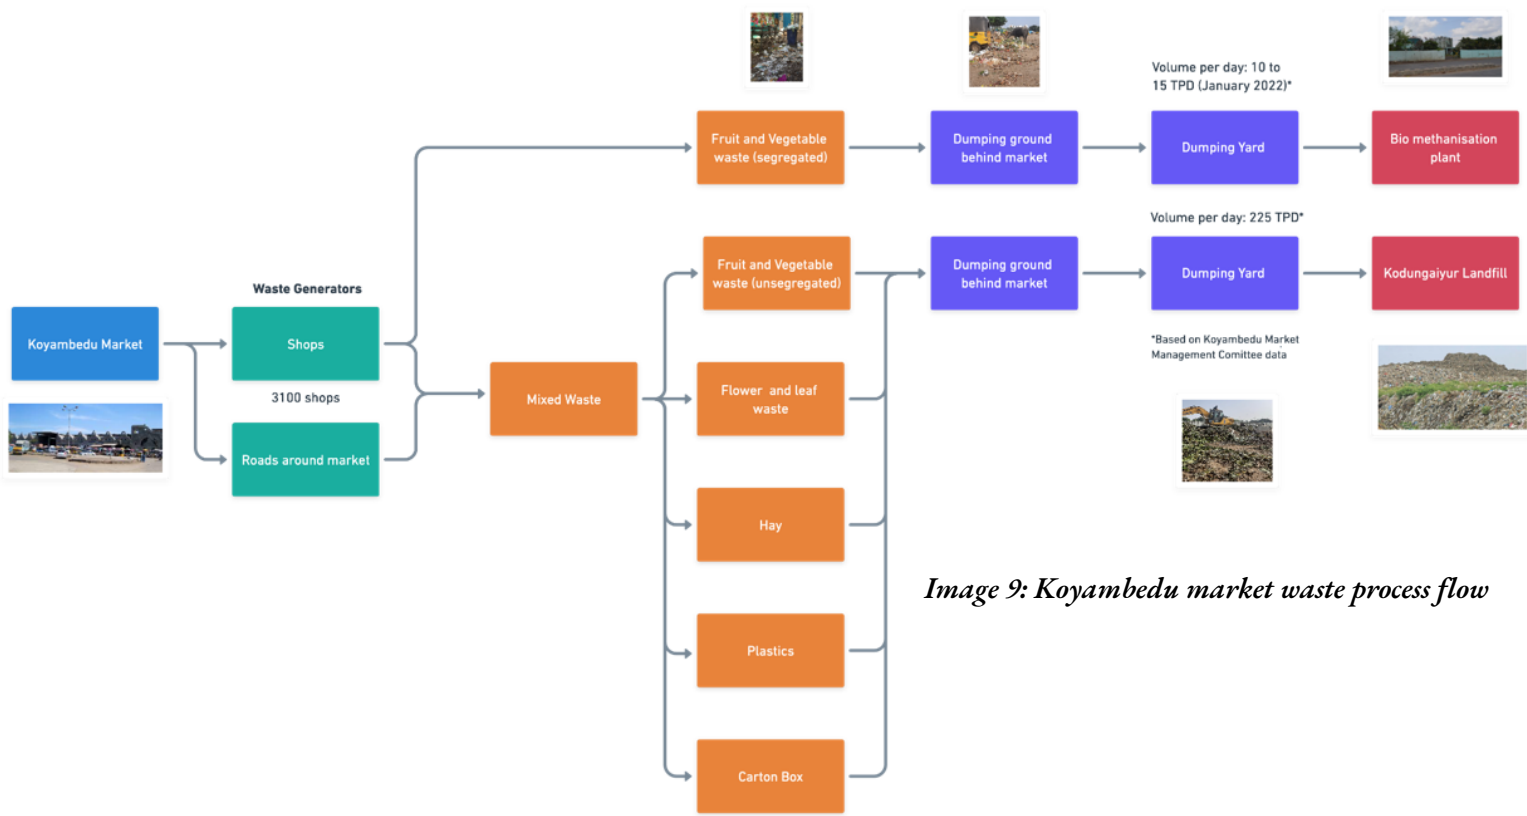 Volume per day: 10 to
15 TPD (January 2022)*
Fruit and Vegetable
waste (segregated)
Dumping ground
behind market
Dumping Yard
Bio methanisation
plant
Volume per day: 225 TPD*
Fruit and Vegetable
waste (unsegregated)
Dumping ground
behind market
Dumping Yard
Kodungaiyur Landfill
Waste Generators
Koyambedu Market
Shops
3100 shops
Roads around market
*Based on Koyambedu Market
Management Comittee data
Mixed Waste
Flower and leaf
waste
Hay
Plastics
Carton Box
Image 9: Koyambedu market waste process flow